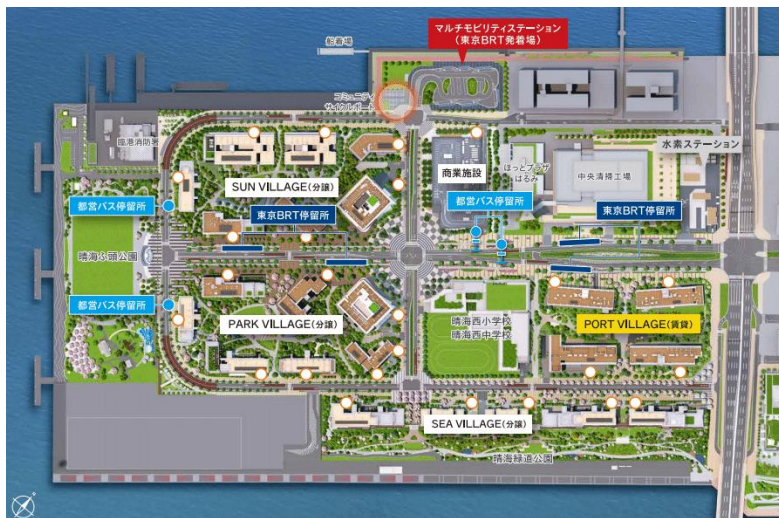 マルチモビリティステーション
(東京BRT発着場)
船着場
コミュニティ
サイクルポート
臨港消防署
水素ステーション
ほっとプラザ
はるみ
中央清掃工場
商業施設
SUN VILLAGE(分譲)
都営バス停留所
都営バス停留所
東京BRT停留所
東京BRT停留所
晴海ふ頭公園
都営バス停留所
PARK VILLAGE(分譲)
晴海西小学校
晴海西中学校
PORT VILLAGE(賃貸)
SEA VILLAGE(分譲)
晴海緑道公園